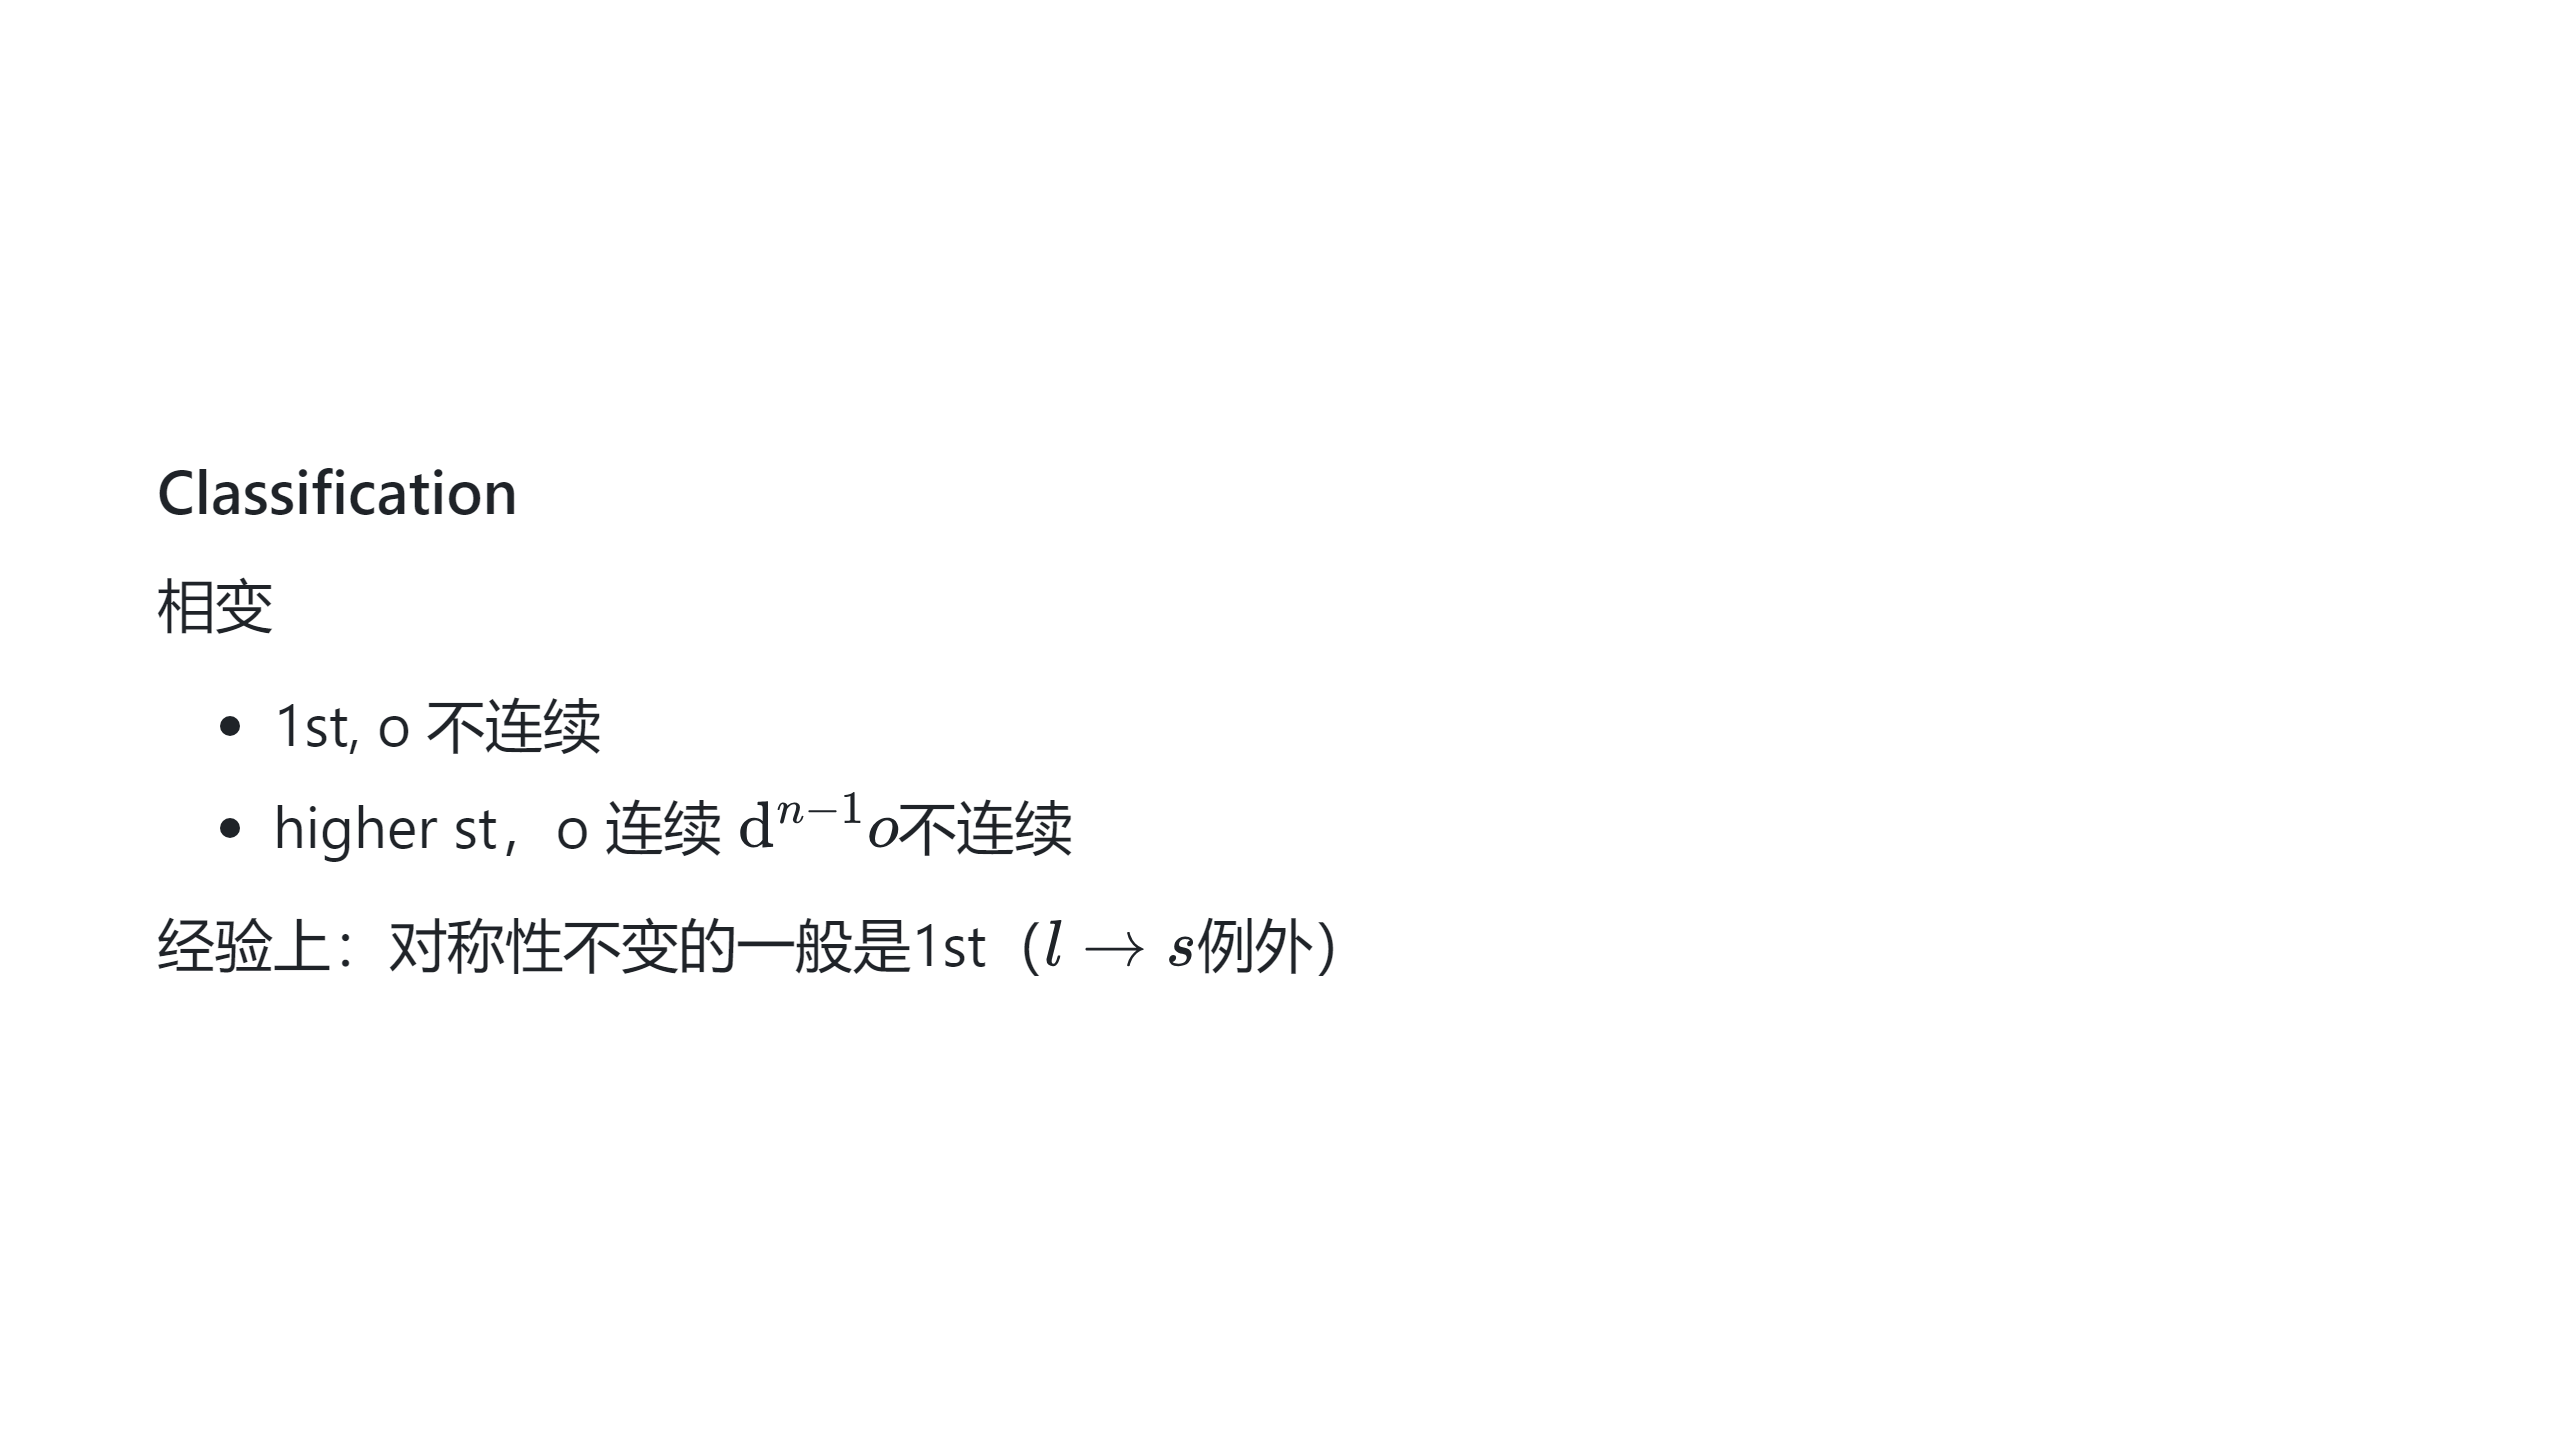 Classification
相变
• 1st, o 不连续
• higher st，o 连续 dⁿ⁻¹o不连续
经验上：对称性不变的一般是1st（l → s例外）